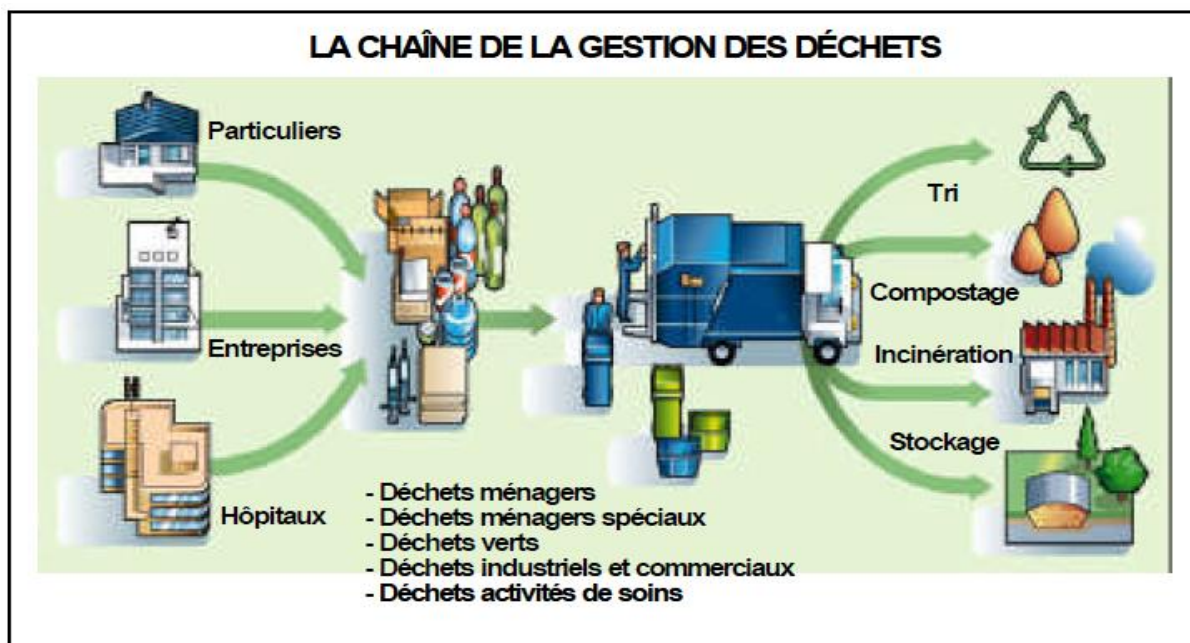 LA CHAÎNE DE LA GESTION DES DÉCHETS
Particuliers
Entreprises
Hôpitaux
- Déchets ménagers
- Déchets ménagers spéciaux
- Déchets verts
- Déchets industriels et commerciaux
- Déchets activités de soins
Tri
Compostage
Incinération
Stockage